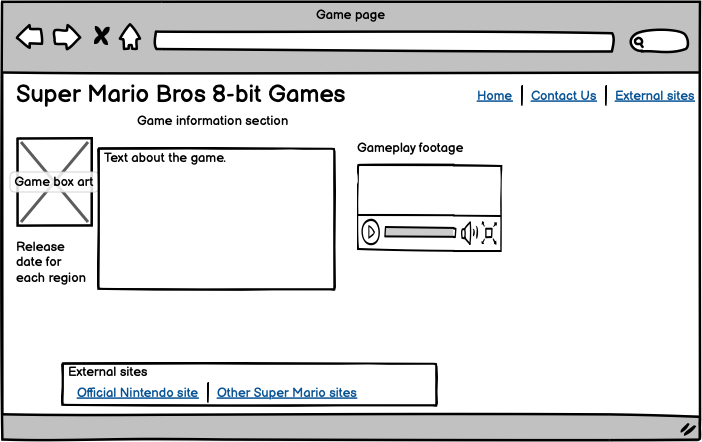 Game page
Super Mario Bros 8-bit Games
Home
Contact Us
External sites
Game information section
Gameplay footage
Game box art
Text about the game.
Release
date for
each region
External sites
Official Nintendo site
Other Super Mario sites